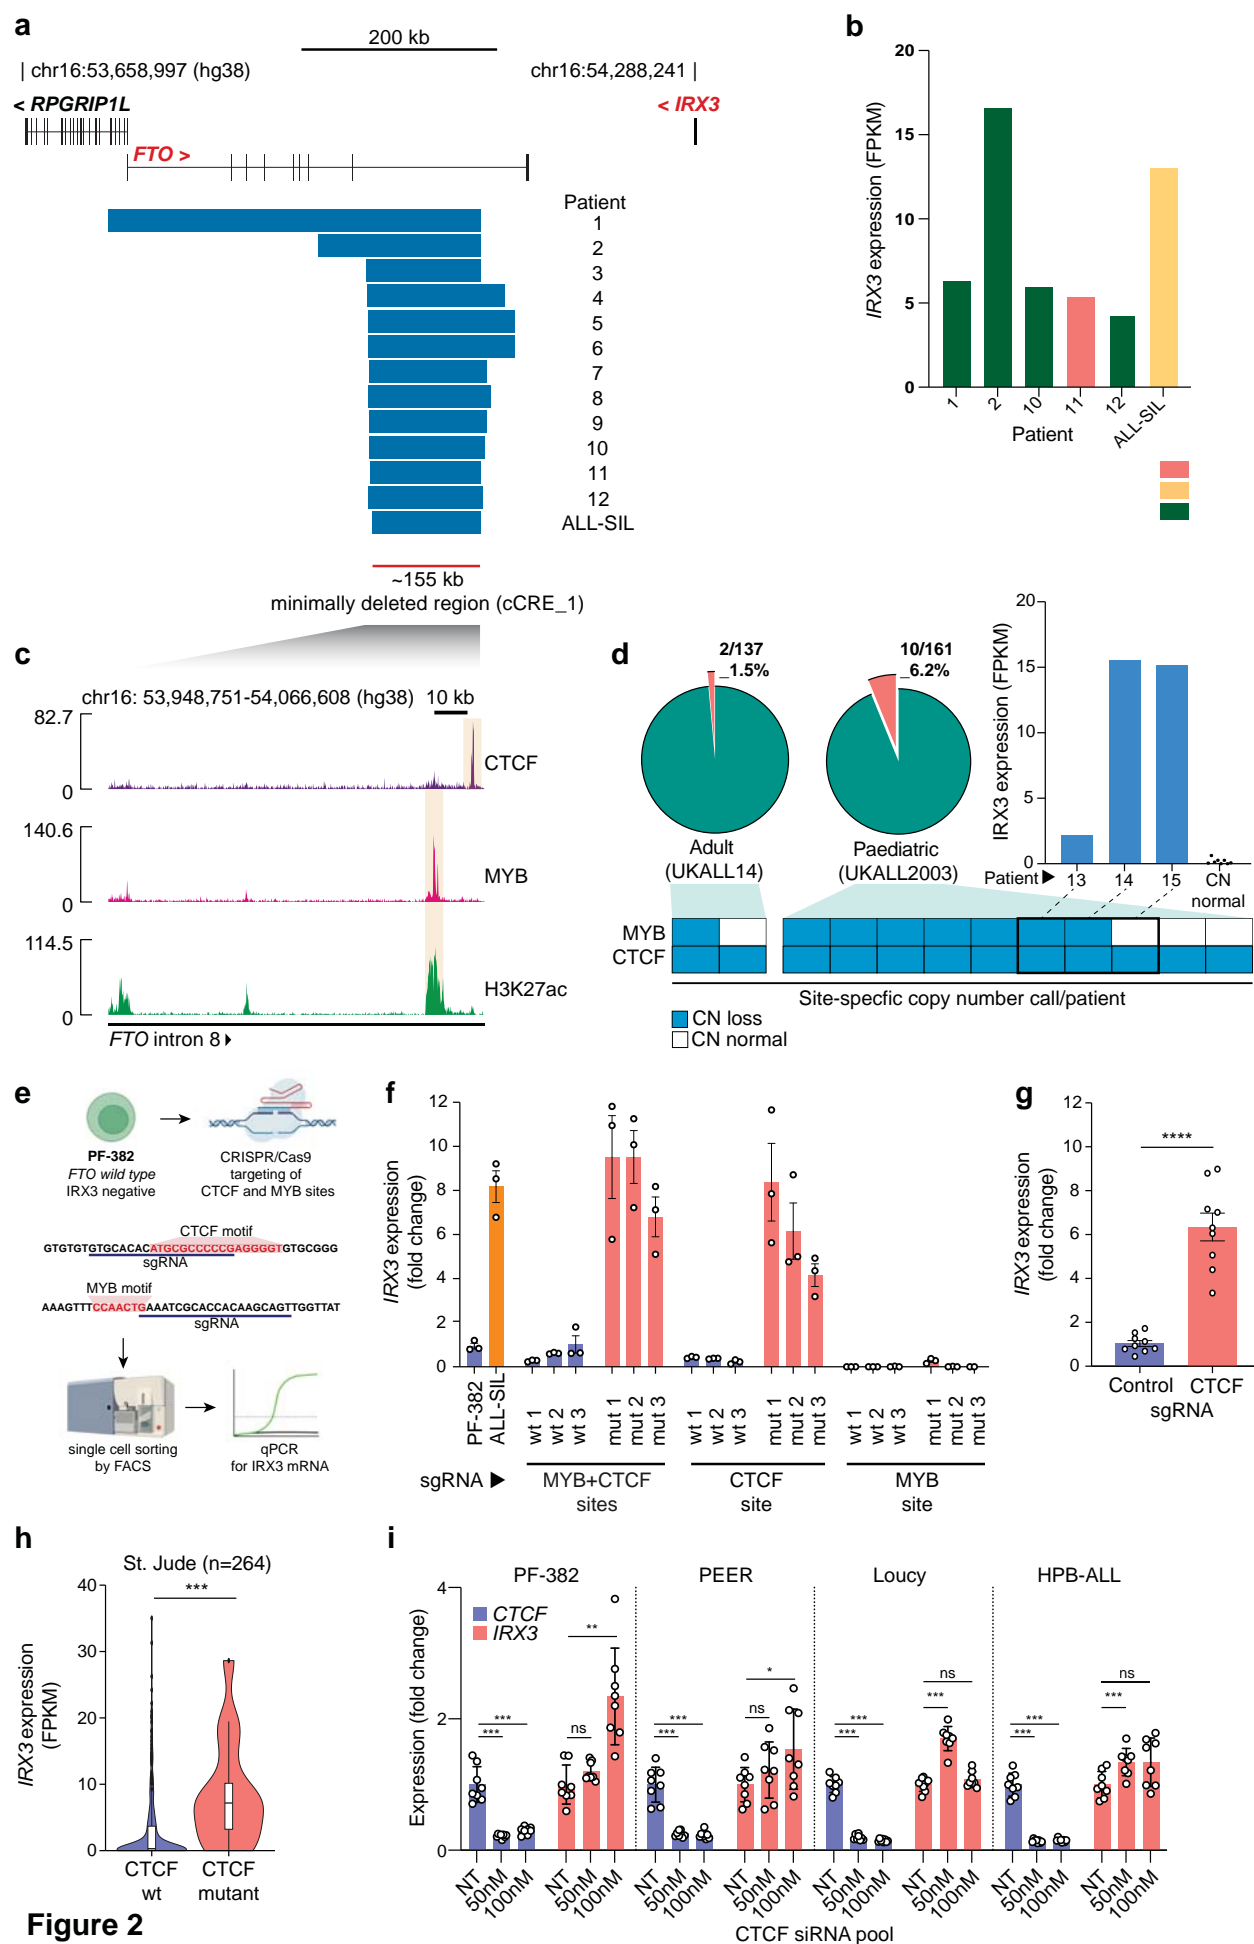 a
200 kb
| chr16:53,658,997 (hg38)
chr16:54,288,241 |
< RPGRIP1L
< IRX3
FTO >
Patient
1
2
3
4
5
6
7
8
9
10
11
12
ALL-SIL
~155 kb
minimally deleted region (cCRE_1)
b
20
15
10
5
0
IRX3 expression (FPKM)
1
2
10
11
12
ALL-SIL
Patient
c
chr16: 53,948,751-54,066,608 (hg38)
10 kb
82.7
0
CTCF
140.6
0
MYB
114.5
0
H3K27ac
FTO intron 8
d
2/137
_1.5%
10/161
_6.2%
Adult
(UKALL14)
Paediatric
(UKALL2003)
20
15
10
5
0
IRX3 expression (FPKM)
Patient ▶
13
14
15
CN
normal
MYB
CTCF
Site-specfic copy number call/patient
CN loss
CN normal
e
PF-382
FTO wild type
IRX3 negative
CRISPR/Cas9
targeting of
CTCF and MYB sites
CTCF motif
GTGTGTGTGCACACATGCGCCCCCGAGGGGTGTGCGGG
sgRNA
MYB motif
AAAGTTTCCAACTGAAATCGCACCACAAGCAGTTGGTTAT
sgRNA
single cell sorting
by FACS
qPCR
for IRX3 mRNA
f
12
10
8
6
4
2
0
IRX3 expression
(fold change)
PF-382
ALL-SIL
wt 1
wt 2
wt 3
mut 1
mut 2
mut 3
wt 1
wt 2
wt 3
mut 1
mut 2
mut 3
wt 1
wt 2
wt 3
mut 1
mut 2
mut 3
sgRNA ▶
MYB+CTCF
sites
CTCF
site
MYB
site
g
12
10
8
6
4
2
0
IRX3 expression
(fold change)
****
Control
CTCF
sgRNA
h
St. Jude (n=264)
40
30
20
10
0
IRX3 expression
(FPKM)
***
CTCF
wt
CTCF
mutant
i
PF-382
PEER
Loucy
HPB-ALL
4
2
0
Expression (fold change)
CTCF
IRX3
***
***
ns
**
***
***
ns
*
***
***
***
ns
***
***
***
ns
NT
50nM
100nM
NT
50nM
100nM
NT
50nM
100nM
NT
50nM
100nM
NT
50nM
100nM
NT
50nM
100nM
NT
50nM
100nM
NT
50nM
100nM
CTCF siRNA pool
Figure 2